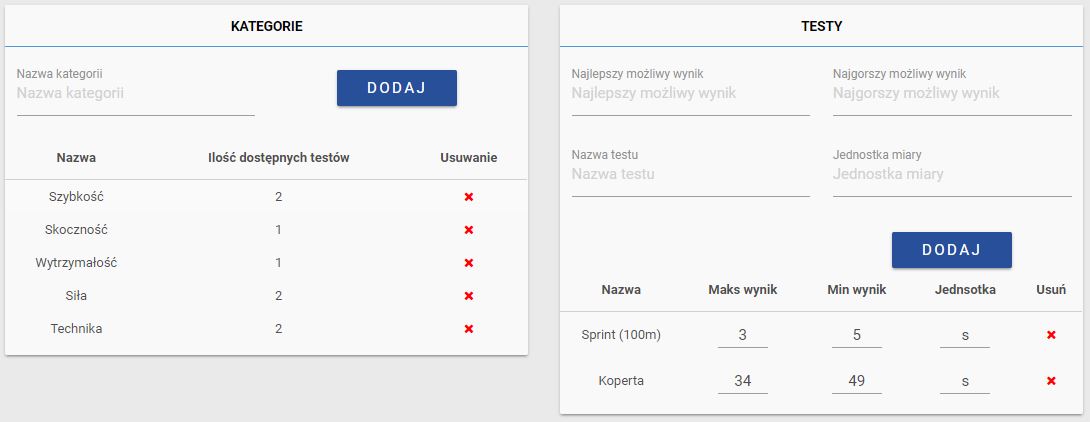 KATEGORIE
Nazwa kategorii
Nazwa kategorii
DODAJ
Nazwa Ilość dostępnych testów Usuwanie
Szybkość 2
Skoczność 1
Wytrzymałość 1
Siła 2
Technika 2
TESTY
Najlepszy możliwy wynik Najgorszy możliwy wynik
Najlepszy możliwy wynik Najgorszy możliwy wynik
Nazwa testu Jednostka miary
Nazwa testu Jednostka miary
DODAJ
Nazwa Maks wynik Min wynik Jednsotka Usuń
Sprint (100m) 3 5 s
Koperta 34 49 s